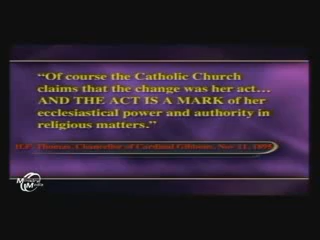 “Of course the Catholic Church
claims that the change was her act…
AND THE ACT IS A MARK of her
ecclesiastical power and authority in
religious matters.”
H.F. Thomas, Chancellor of Cardinal Gibbons, Nov 11, 1895
Media